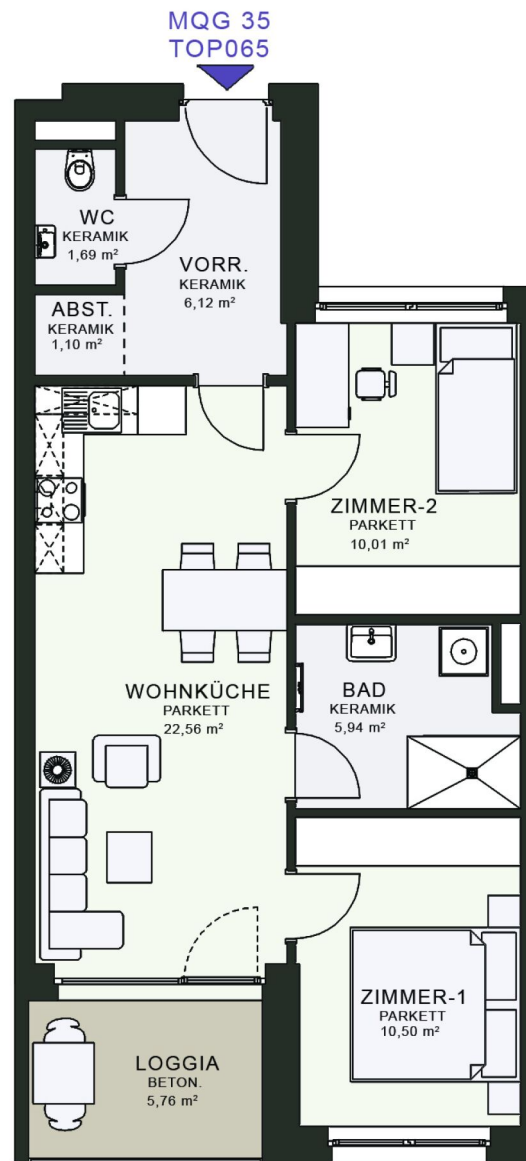 MQG 35
TOP065
WC
KERAMIK
1,69 m²
VORR.
KERAMIK
6,12 m²
ABST.
KERAMIK
1,10 m²
ZIMMER-2
PARKETT
10,01 m²
WOHNKÜCHE
PARKETT
22,56 m²
BAD
KERAMIK
5,94 m²
ZIMMER-1
PARKETT
10,50 m²
LOGGIA
BETON.
5,76 m²